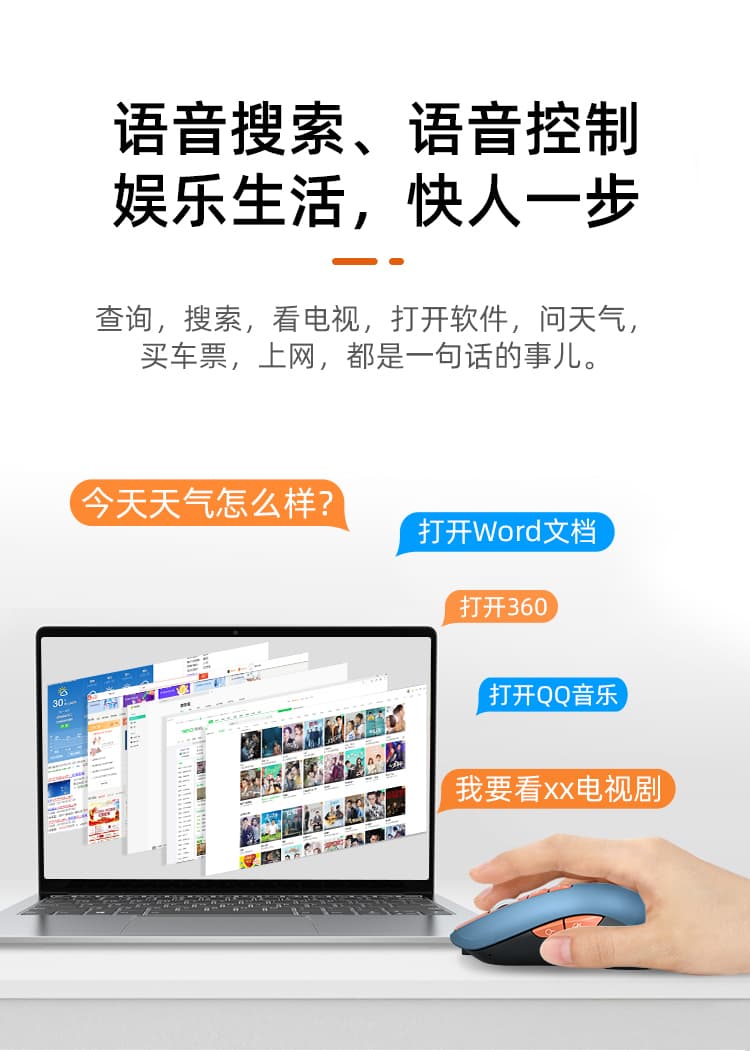 语音搜索、语音控制
娱乐生活，快人一步
查询，搜索，看电视，打开软件，问天气，
买车票，上网，都是一句话的事儿。
今天天气怎么样？
打开Word文档
打开360
打开QQ音乐
我要看xx电视剧
30